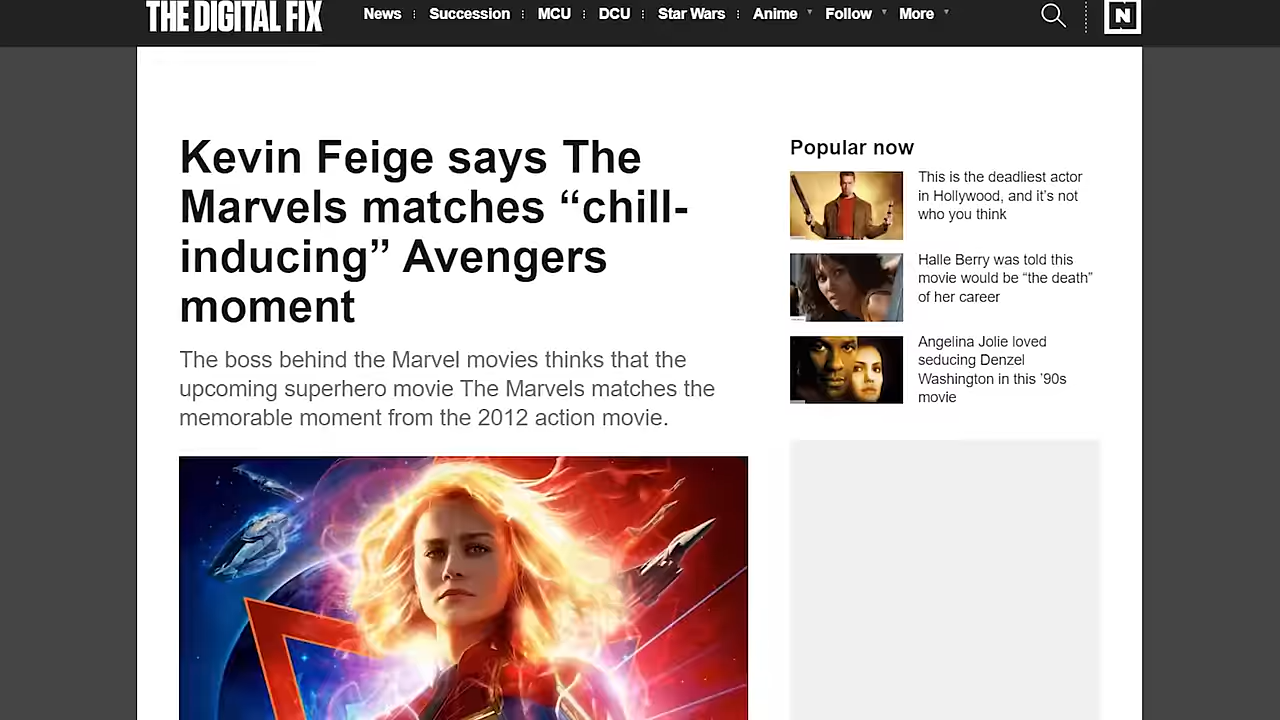 THE DIGITAL FIX
News Succession MCU DCU Star Wars Anime Follow More
N
Kevin Feige says The
Marvels matches “chill-
inducing” Avengers
moment
The boss behind the Marvel movies thinks that the
upcoming superhero movie The Marvels matches the
memorable moment from the 2012 action movie.
Popular now
This is the deadliest actor
in Hollywood, and it’s not
who you think
Halle Berry was told this
movie would be “the death”
of her career
Angelina Jolie loved
seducing Denzel
Washington in this ’90s
movie